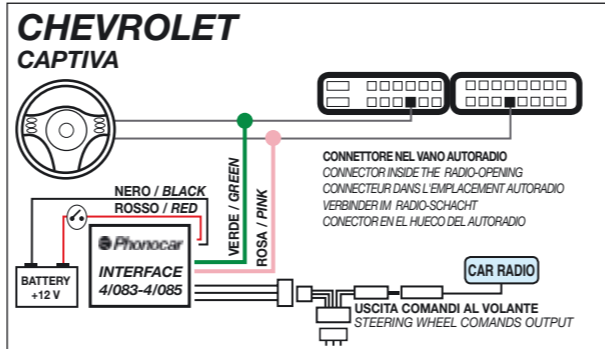 CHEVROLET
CAPTIVA
CONNETTORE NEL VANO AUTORADIO
CONNECTOR INSIDE THE RADIO-OPENING
CONNECTEUR DANS L'EMPLACEMENT AUTORADIO
VERBINDER IM RADIO-SCHACHT
CONECTOR EN EL HUECO DEL AUTORADIO
NERO / BLACK
ROSSO / RED
VERDE / GREEN
ROSA / PINK
Phonocar
INTERFACE
4/083-4/085
BATTERY
+12 V
CAR RADIO
USCITA COMANDI AL VOLANTE
STEERING WHEEL COMANDS OUTPUT